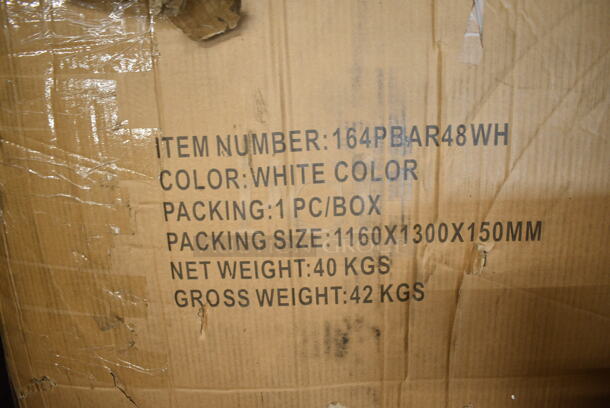 ITEM NUMBER:164PBAR48WH
COLOR:WHITE COLOR
PACKING:1 PC/BOX
PACKING SIZE:1160X1300X150MM
NET WEIGHT:40 KGS
GROSS WEIGHT:42 KGS